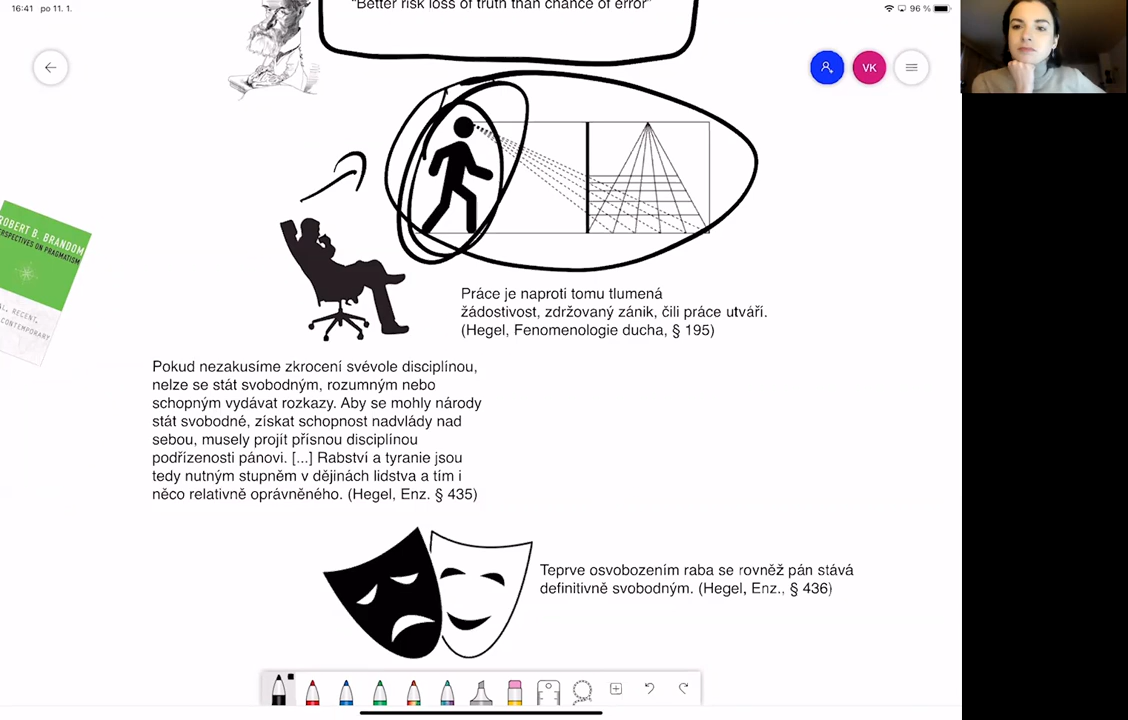 16:41 po 11. 1.
96 %
"Better risk loss of truth than chance of error"
VK
ROBERT B. BRANDOM
PERSPECTIVES ON PRAGMATISM
RECENT,
CONTEMPORARY
Práce je naproti tomu tlumená
žádostivost, zdržovaný zánik, čili práce utváří.
(Hegel, Fenomenologie ducha, § 195)
Pokud nezakusíme zkrocení svévole disciplínou,
nelze se stát svobodným, rozumným nebo
schopným vydávat rozkazy. Aby se mohly národy
stát svobodné, získat schopnost nadvlády nad
sebou, musely projít přísnou disciplínou
podřízenosti pánovi. [...] Rabství a tyranie jsou
tedy nutným stupněm v dějinách lidstva a tím i
něco relativně oprávněného. (Hegel, Enz. § 435)
Teprve osvobozením raba se rovněž pán stává
definitivně svobodným. (Hegel, Enz., § 436)